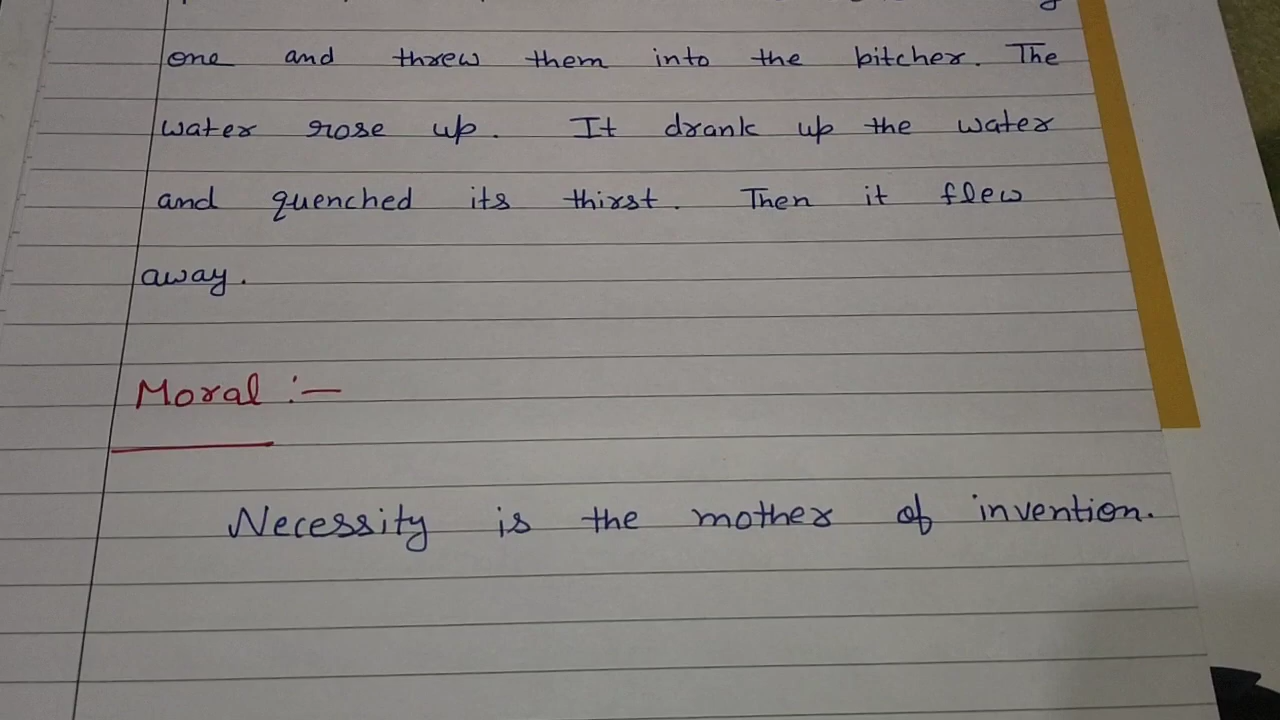 one and threw them into the pitcher. The
water rose up. It drank up the water
and quenched its thirst. Then it flew
away.
Moral :-
Necessity is the mother of invention.